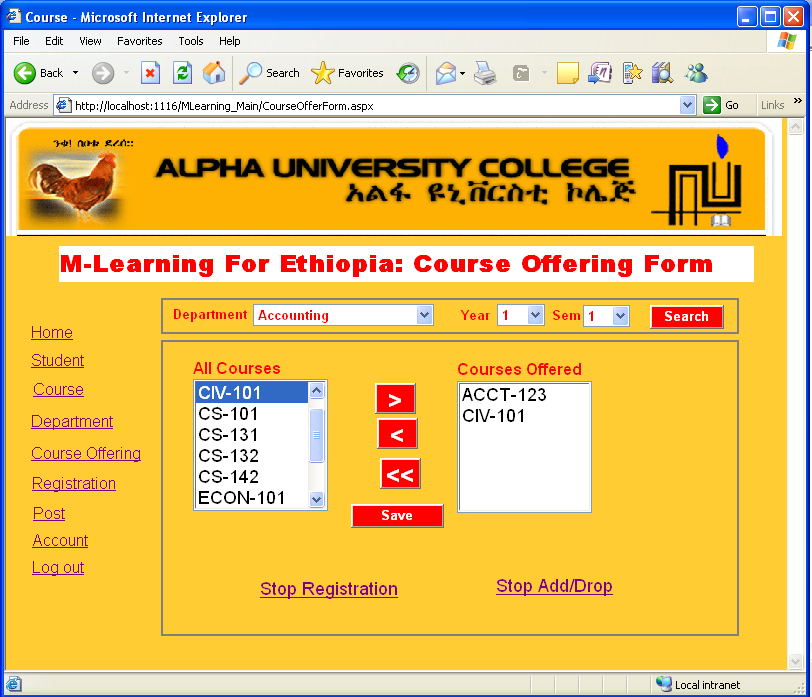 Course - Microsoft Internet Explorer
File Edit View Favorites Tools Help
Back Search Favorites
Address http://localhost:1116/MLearning_Main/CourseOfferForm.aspx Go Links »
ንቁ! ሰዓቱ ደረሰ::
ALPHA UNIVERSITY COLLEGE
አልፋ ዩኒቨርስቲ ኮሌጅ
M-Learning For Ethiopia: Course Offering Form
Department Accounting Year 1 Sem 1 Search
Home
Student
Course
Department
Course Offering
Registration
Post
Account
Log out
All Courses
CIV-101
CS-101
CS-131
CS-132
CS-142
ECON-101
>
<
<<
Save
Courses Offered
ACCT-123
CIV-101
Stop Registration
Stop Add/Drop
Local intranet